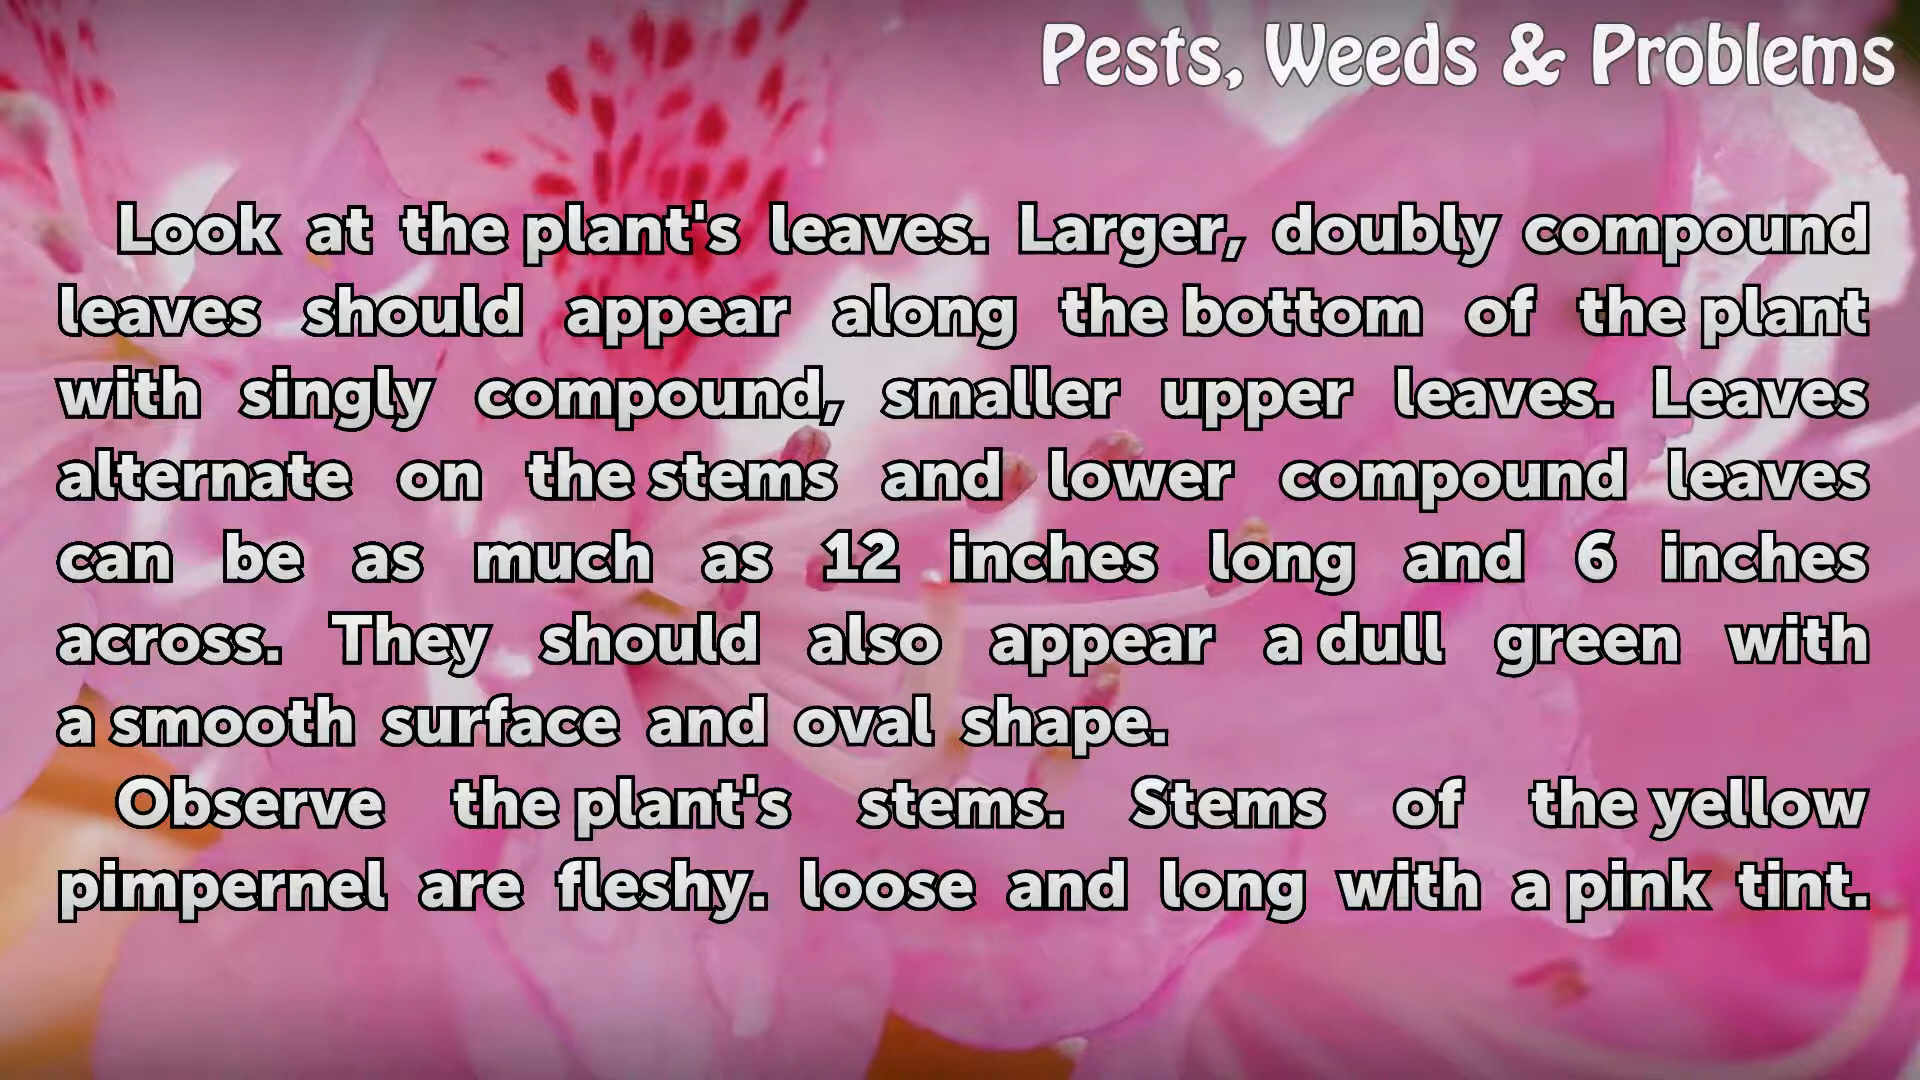 Pests, Weeds & Problems
Look at the plant's leaves. Larger, doubly compound
leaves should appear along the bottom of the plant
with singly compound, smaller upper leaves. Leaves
alternate on the stems and lower compound leaves
can be as much as 12 inches long and 6 inches
across. They should also appear a dull green with
a smooth surface and oval shape.
Observe the plant's stems. Stems of the yellow
pimpernel are fleshy. loose and long with a pink tint.